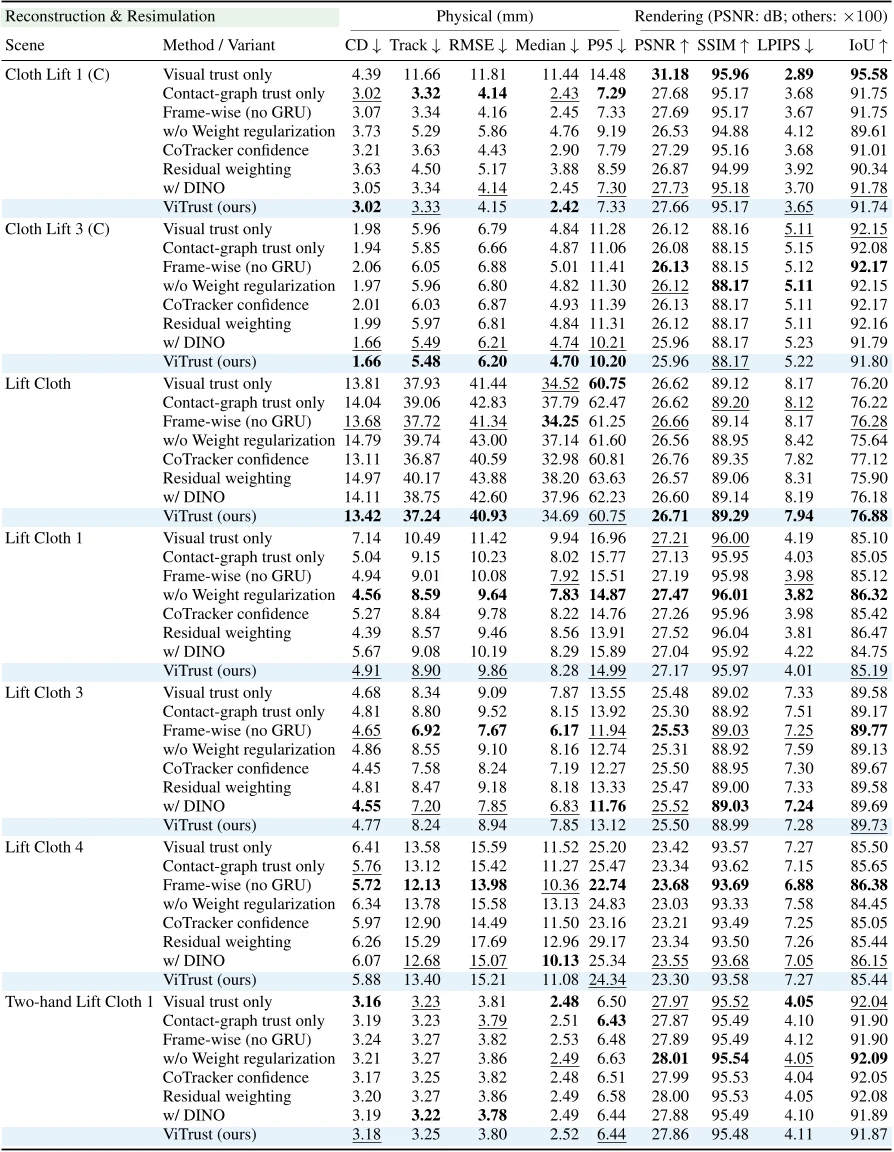 Reconstruction & Resimulation Physical (mm) Rendering (PSNR: dB; others: ×100)
Scene Method / Variant CD ↓ Track ↓ RMSE ↓ Median ↓ P95 ↓ PSNR ↑ SSIM ↑ LPIPS ↓ IoU ↑
Cloth Lift 1 (C) Visual trust only 4.39 11.66 11.81 11.44 14.48 31.18 95.96 2.89 95.58
Contact-graph trust only 3.02 3.32 4.14 2.43 7.29 27.68 95.17 3.68 91.75
Frame-wise (no GRU) 3.07 3.34 4.16 2.45 7.33 27.69 95.17 3.67 91.75
w/o Weight regularization 3.73 5.29 5.86 4.76 9.19 26.53 94.88 4.12 89.61
CoTracker confidence 3.21 3.63 4.43 2.90 7.79 27.29 95.16 3.68 91.01
Residual weighting 3.63 4.50 5.17 3.88 8.59 26.87 94.99 3.92 90.34
w/ DINO 3.05 3.34 4.14 2.45 7.30 27.73 95.18 3.70 91.78
ViTrust (ours) 3.02 3.33 4.15 2.42 7.33 27.66 95.17 3.65 91.74
Cloth Lift 3 (C) Visual trust only 1.98 5.96 6.79 4.84 11.28 26.12 88.16 5.11 92.15
Contact-graph trust only 1.94 5.85 6.66 4.87 11.06 26.08 88.15 5.15 92.08
Frame-wise (no GRU) 2.06 6.05 6.88 5.01 11.41 26.13 88.15 5.12 92.17
w/o Weight regularization 1.97 5.96 6.80 4.82 11.30 26.12 88.17 5.11 92.15
CoTracker confidence 2.01 6.03 6.87 4.93 11.39 26.13 88.17 5.11 92.17
Residual weighting 1.99 5.97 6.81 4.84 11.31 26.12 88.17 5.11 92.16
w/ DINO 1.66 5.49 6.21 4.74 10.21 25.96 88.17 5.23 91.79
ViTrust (ours) 1.66 5.48 6.20 4.70 10.20 25.96 88.17 5.22 91.80
Lift Cloth Visual trust only 13.81 37.93 41.44 34.52 60.75 26.62 89.12 8.17 76.20
Contact-graph trust only 14.04 39.06 42.83 37.79 62.47 26.62 89.20 8.12 76.22
Frame-wise (no GRU) 13.68 37.72 41.34 34.25 61.25 26.66 89.14 8.17 76.28
w/o Weight regularization 14.79 39.74 43.00 37.14 61.60 26.56 88.95 8.42 75.64
CoTracker confidence 13.11 36.87 40.59 32.98 60.81 26.76 89.35 7.82 77.12
Residual weighting 14.97 40.17 43.88 38.20 63.63 26.57 89.06 8.31 75.90
w/ DINO 14.11 38.75 42.60 37.96 62.23 26.60 89.14 8.19 76.18
ViTrust (ours) 13.42 37.24 40.93 34.69 60.75 26.71 89.29 7.94 76.88
Lift Cloth 1 Visual trust only 7.14 10.49 11.42 9.94 16.96 27.21 96.00 4.19 85.10
Contact-graph trust only 5.04 9.15 10.23 8.02 15.77 27.13 95.95 4.03 85.05
Frame-wise (no GRU) 4.94 9.01 10.08 7.92 15.51 27.19 95.98 3.98 85.12
w/o Weight regularization 4.56 8.59 9.64 7.83 14.87 27.47 96.01 3.82 86.32
CoTracker confidence 5.27 8.84 9.78 8.22 14.76 27.26 95.96 3.98 85.42
Residual weighting 4.39 8.57 9.46 8.56 13.91 27.52 96.04 3.81 86.47
w/ DINO 5.67 9.08 10.19 8.29 15.89 27.04 95.92 4.22 84.75
ViTrust (ours) 4.91 8.90 9.86 8.28 14.99 27.17 95.97 4.01 85.19
Lift Cloth 3 Visual trust only 4.68 8.34 9.09 7.87 13.55 25.48 89.02 7.33 89.58
Contact-graph trust only 4.81 8.80 9.52 8.15 13.92 25.30 88.92 7.51 89.17
Frame-wise (no GRU) 4.65 6.92 7.67 6.17 11.94 25.53 89.03 7.25 89.77
w/o Weight regularization 4.86 8.55 9.10 8.16 12.74 25.31 88.92 7.59 89.13
CoTracker confidence 4.45 7.58 8.24 7.19 12.27 25.50 88.95 7.30 89.67
Residual weighting 4.81 8.47 9.18 8.18 13.33 25.47 89.00 7.33 89.58
w/ DINO 4.55 7.20 7.85 6.83 11.76 25.52 89.03 7.24 89.69
ViTrust (ours) 4.77 8.24 8.94 7.85 13.12 25.50 88.99 7.28 89.73
Lift Cloth 4 Visual trust only 6.41 13.58 15.59 11.52 25.20 23.42 93.57 7.27 85.50
Contact-graph trust only 5.76 13.12 15.42 11.27 25.47 23.34 93.62 7.15 85.65
Frame-wise (no GRU) 5.72 12.13 13.98 10.36 22.74 23.68 93.69 6.88 86.38
w/o Weight regularization 6.34 13.78 15.58 13.13 24.83 23.03 93.33 7.58 84.45
CoTracker confidence 5.97 12.90 14.49 11.50 23.16 23.21 93.49 7.25 85.05
Residual weighting 6.26 15.29 17.69 12.96 29.17 23.34 93.50 7.26 85.44
w/ DINO 6.07 12.68 15.07 10.13 25.34 23.55 93.68 7.05 86.15
ViTrust (ours) 5.88 13.40 15.21 11.08 24.34 23.30 93.58 7.27 85.44
Two-hand Lift Cloth 1 Visual trust only 3.16 3.23 3.81 2.48 6.50 27.97 95.52 4.05 92.04
Contact-graph trust only 3.19 3.23 3.79 2.51 6.43 27.87 95.49 4.10 91.90
Frame-wise (no GRU) 3.24 3.27 3.82 2.53 6.48 27.89 95.49 4.12 91.90
w/o Weight regularization 3.21 3.27 3.86 2.49 6.63 28.01 95.54 4.05 92.09
CoTracker confidence 3.17 3.25 3.82 2.48 6.51 27.99 95.53 4.04 92.05
Residual weighting 3.20 3.27 3.86 2.49 6.58 28.00 95.53 4.05 92.08
w/ DINO 3.19 3.22 3.78 2.49 6.44 27.88 95.49 4.10 91.89
ViTrust (ours) 3.18 3.25 3.80 2.52 6.44 27.86 95.48 4.11 91.87